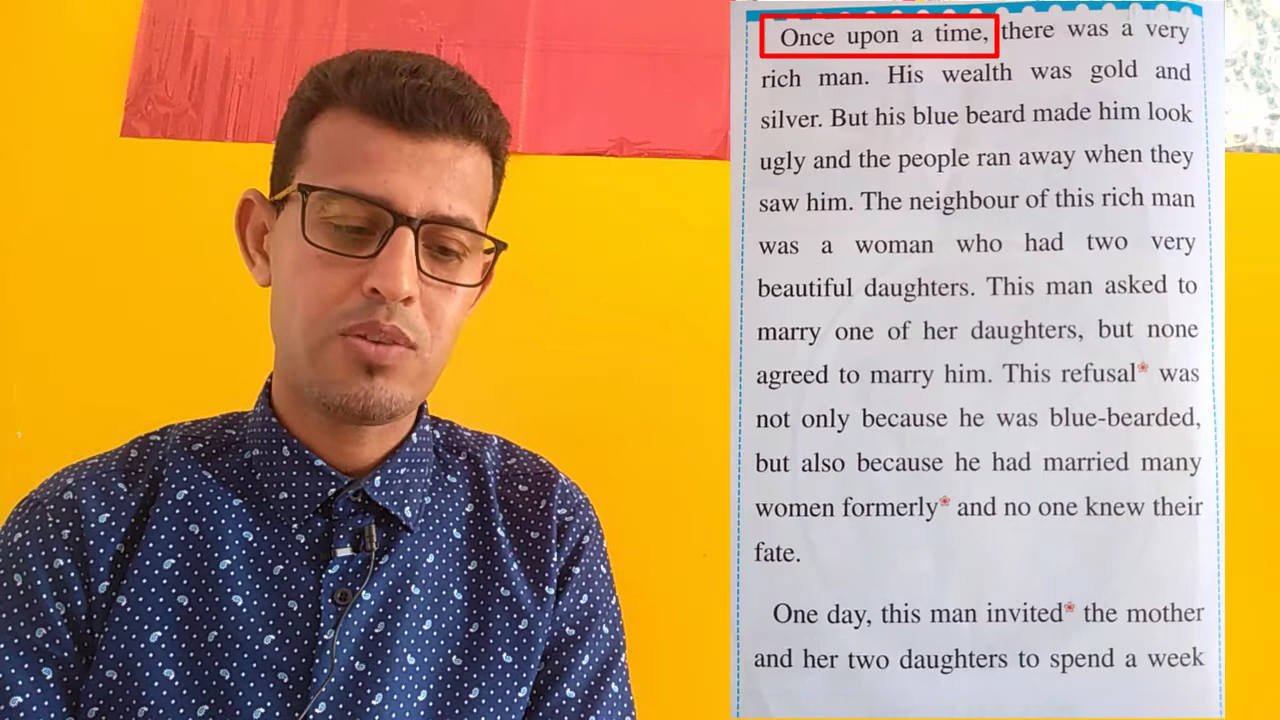 Once upon a time, there was a very
rich man. His wealth was gold and
silver. But his blue beard made him look
ugly and the people ran away when they
saw him. The neighbour of this rich man
was a woman who had two very
beautiful daughters. This man asked to
marry one of her daughters, but none
agreed to marry him. This refusal* was
not only because he was blue-bearded,
but also because he had married many
women formerly* and no one knew their
fate.
One day, this man invited* the mother
and her two daughters to spend a week